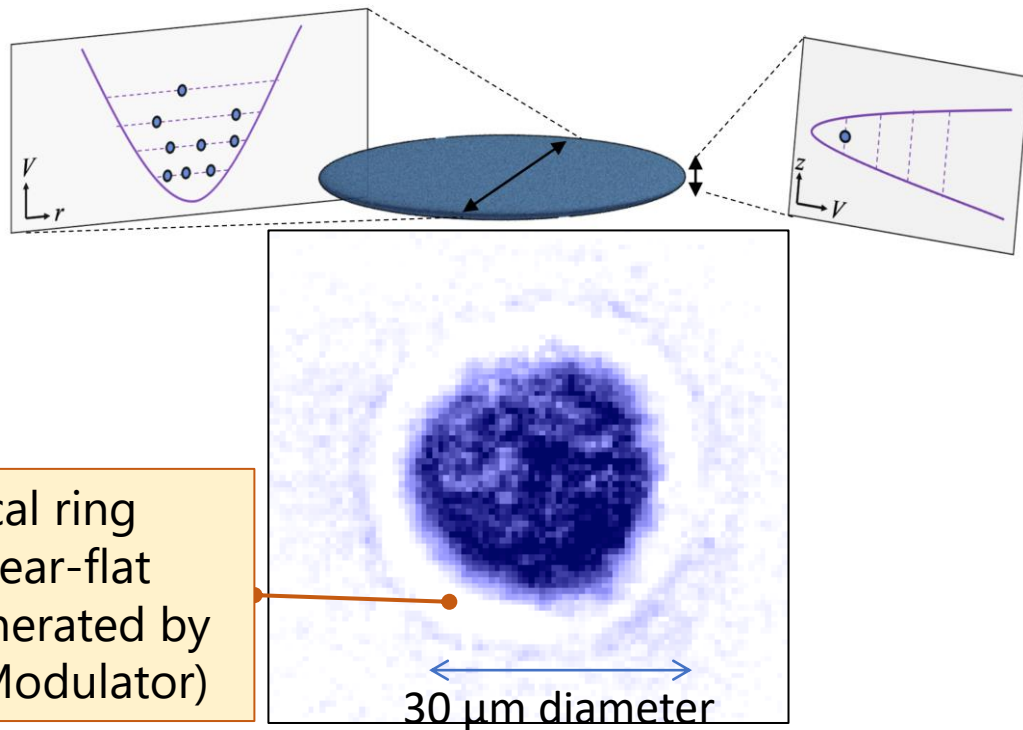 V
r
z
V
cal ring
ear-flat
nerated by
Modulator)
30 µm diameter